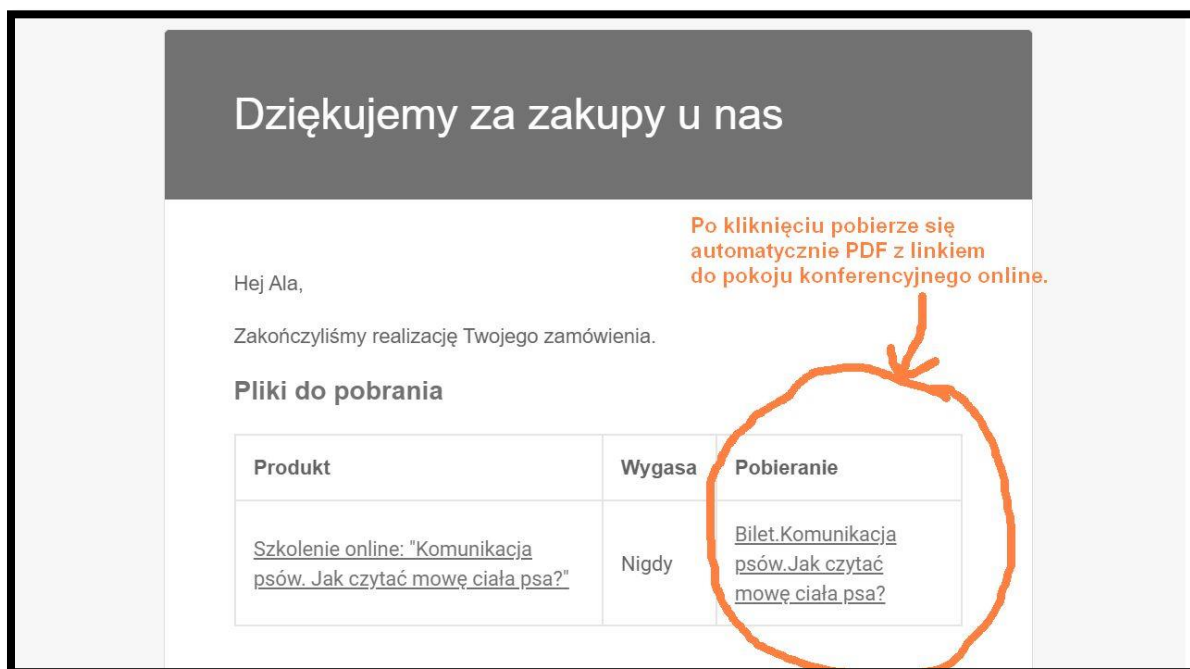 Dziękujemy za zakupy u nas
Po kliknięciu pobierze się
automatycznie PDF z linkiem
do pokoju konferencyjnego online.
Hej Ala,
Zakończyliśmy realizację Twojego zamówienia.
Pliki do pobrania
Produkt Wygasa Pobieranie
Szkolenie online: "Komunikacja
psów. Jak czytać mowę ciała psa?"
Nigdy
Bilet.Komunikacja
psów.Jak czytać
mowę ciała psa?